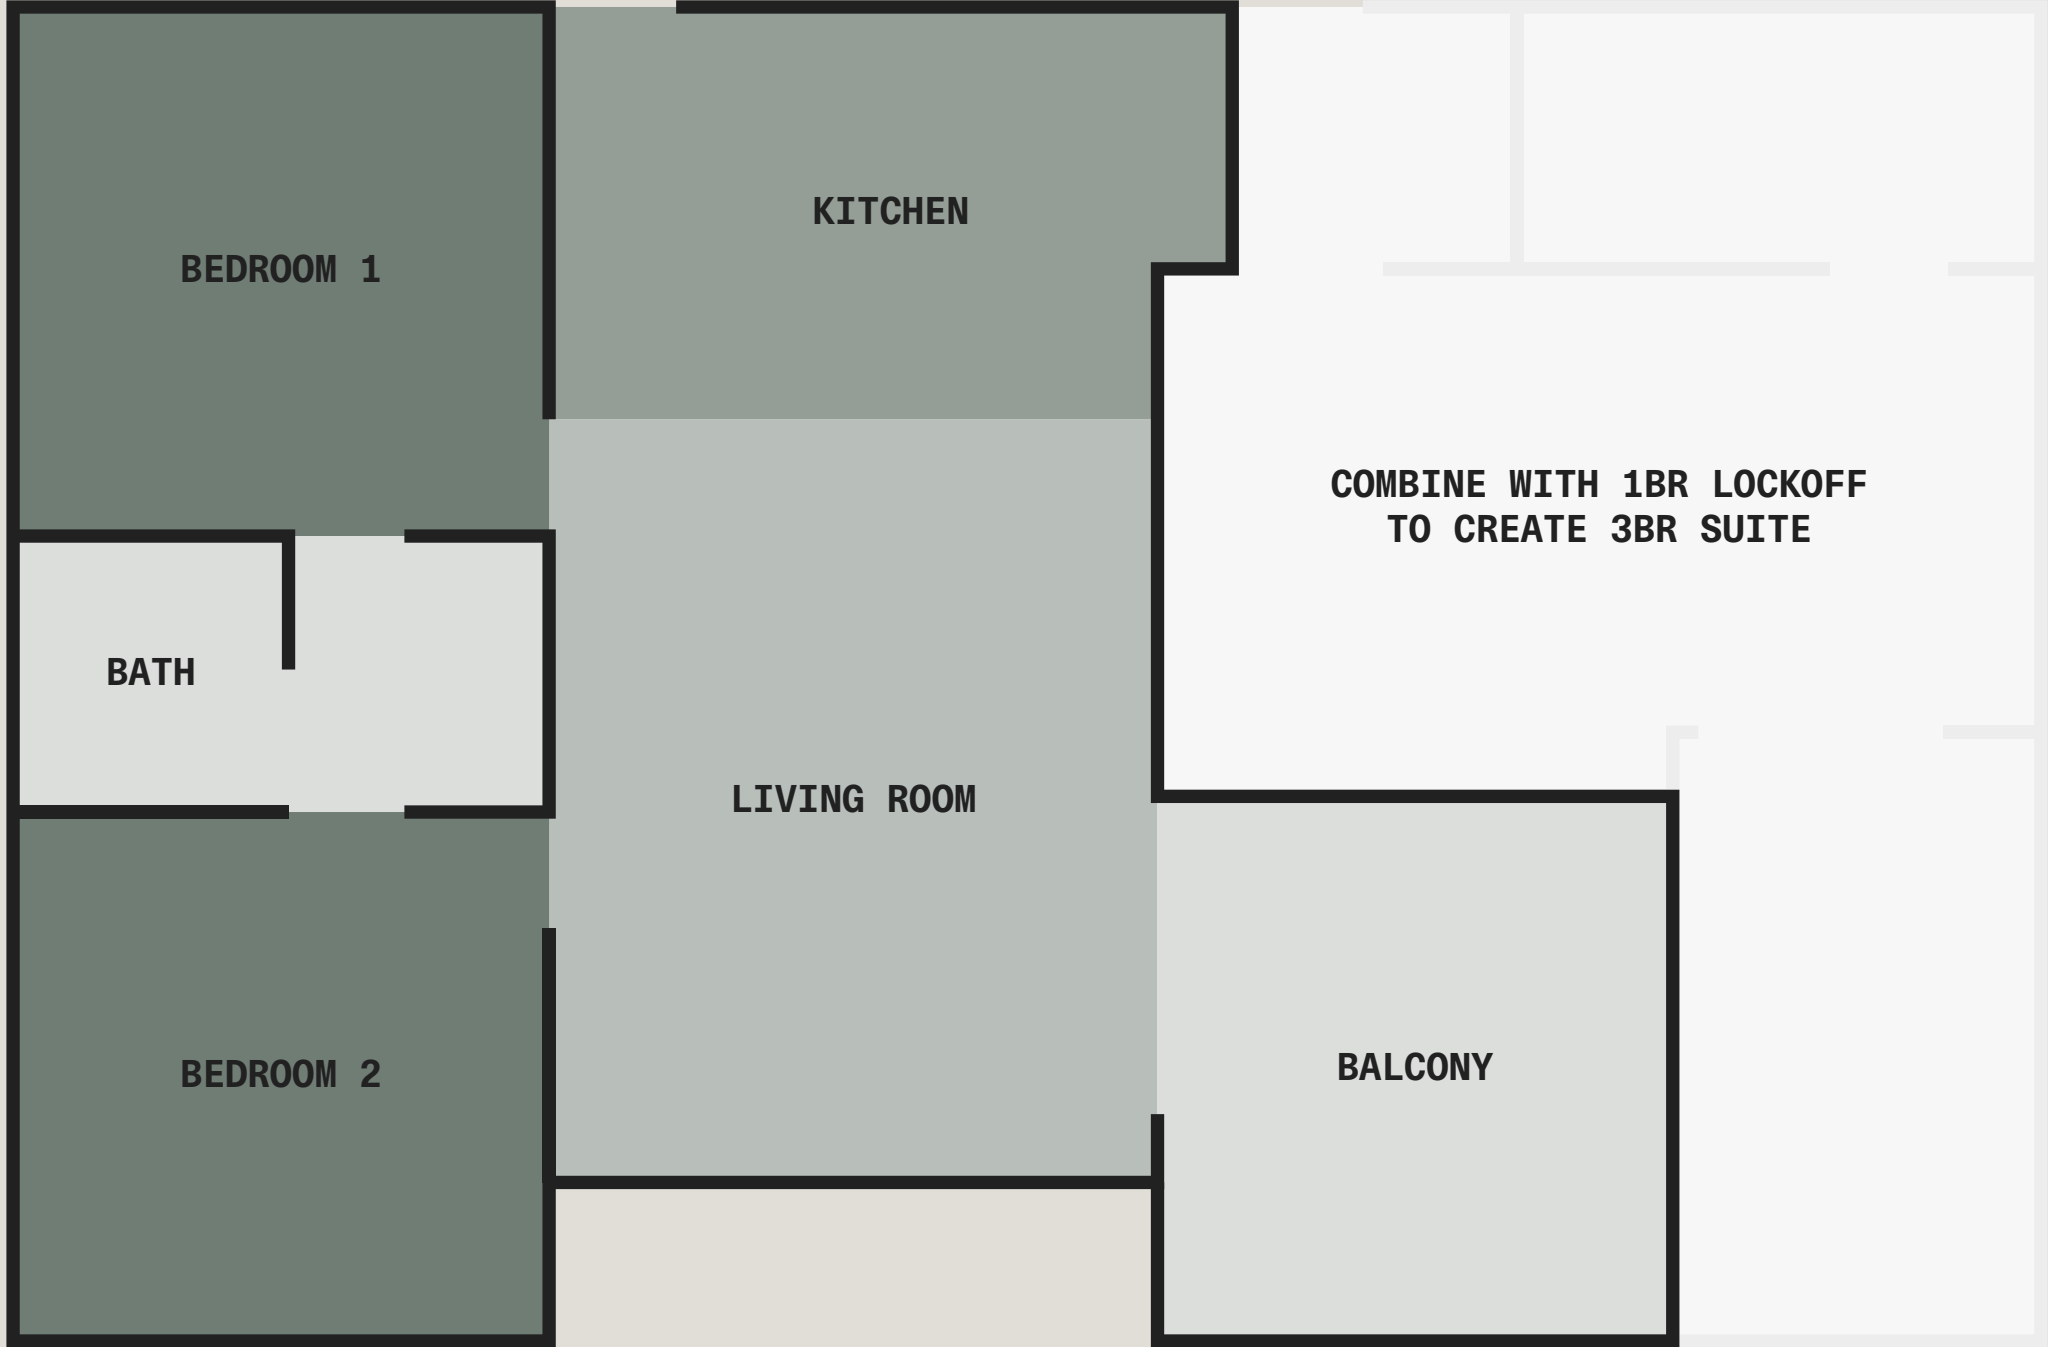 KITCHEN
BEDROOM 1
COMBINE WITH 1BR LOCKOFF
TO CREATE 3BR SUITE
BATH
LIVING ROOM
BEDROOM 2
BALCONY